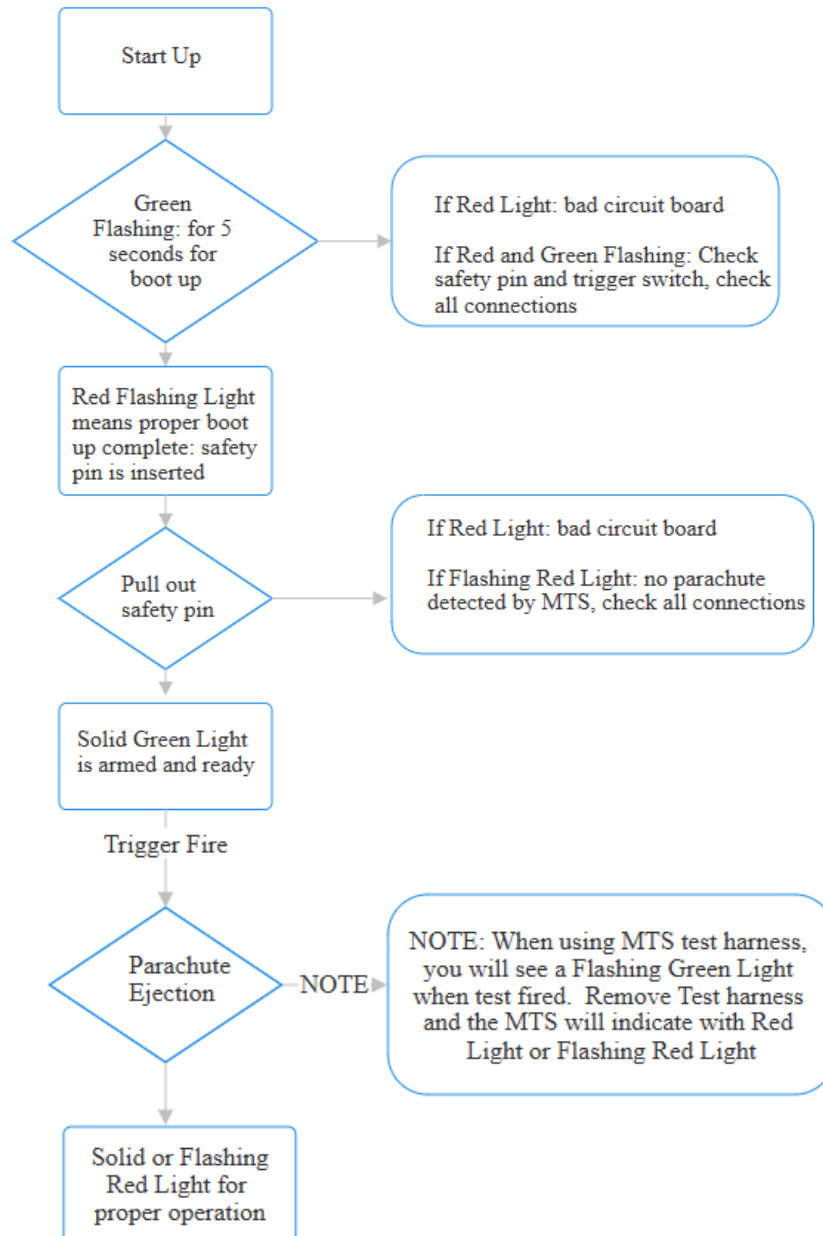 Start Up
Green
Flashing: for 5
seconds for
boot up
If Red Light: bad circuit board
If Red and Green Flashing: Check
safety pin and trigger switch, check
all connections
Red Flashing Light
means proper boot
up complete: safety
pin is inserted
Pull out
safety pin
If Red Light: bad circuit board
If Flashing Red Light: no parachute
detected by MTS, check all connections
Solid Green Light
is armed and ready
Trigger Fire
Parachute
Ejection
NOTE
NOTE: When using MTS test harness,
you will see a Flashing Green Light
when test fired. Remove Test harness
and the MTS will indicate with Red
Light or Flashing Red Light
Solid or Flashing
Red Light for
proper operation